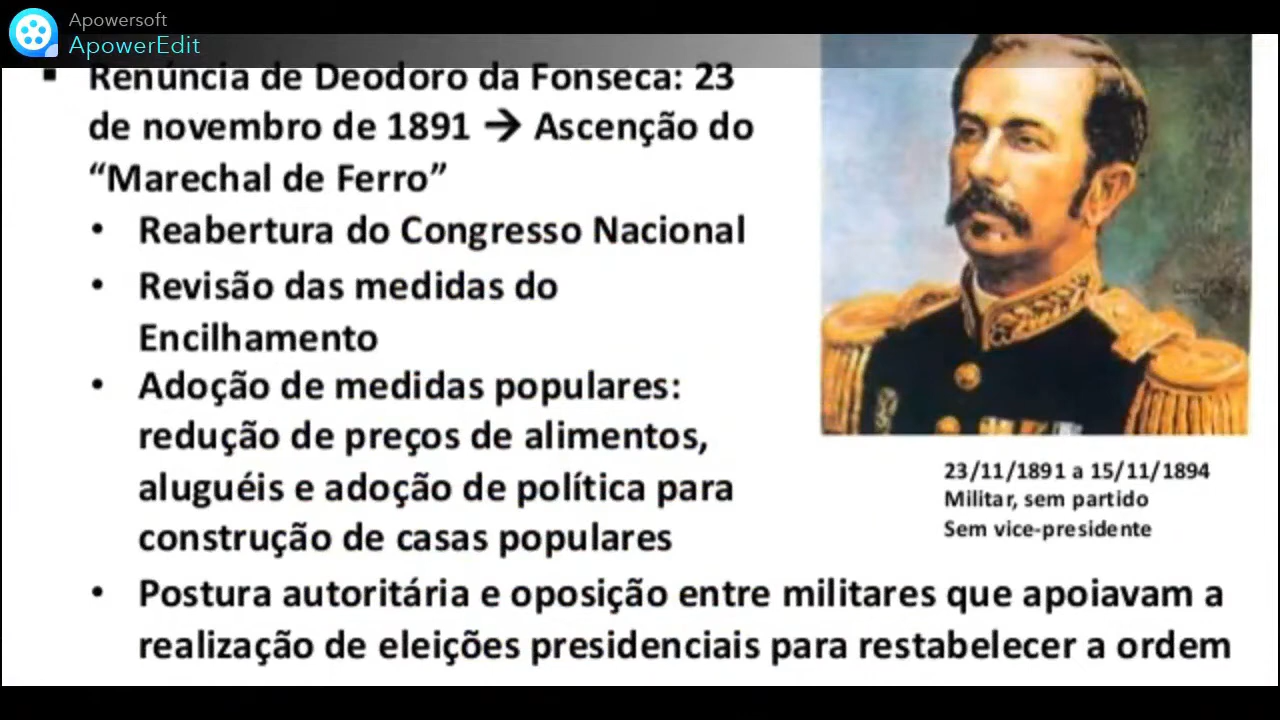 Apowersoft
ApowerEdit
Renúncia de Deodoro da Fonseca: 23
de novembro de 1891 → Ascenção do
“Marechal de Ferro”
• Reabertura do Congresso Nacional
• Revisão das medidas do
Encilhamento
• Adoção de medidas populares:
redução de preços de alimentos,
aluguéis e adoção de política para
construção de casas populares
• Postura autoritária e oposição entre militares que apoiavam a
realização de eleições presidenciais para restabelecer a ordem
23/11/1891 a 15/11/1894
Militar, sem partido
Sem vice-presidente